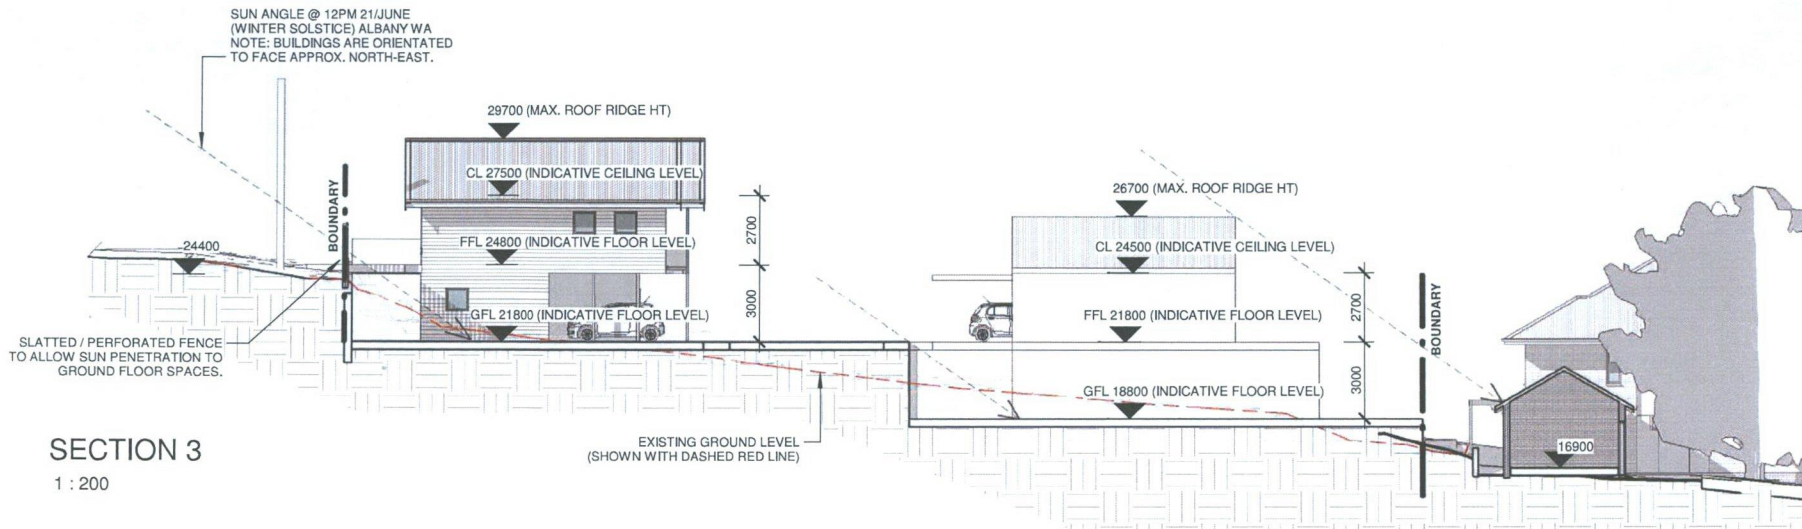 SUN ANGLE @ 12PM 21/JUNE
(WINTER SOLSTICE) ALBANY WA
NOTE: BUILDINGS ARE ORIENTATED
TO FACE APPROX. NORTH-EAST.
29700 (MAX. ROOF RIDGE HT)
CL 27500 (INDICATIVE CEILING LEVEL)
BOUNDARY
2700
24400
FFL 24800 (INDICATIVE FLOOR LEVEL)
3000
GFL 21800 (INDICATIVE FLOOR LEVEL)
SLATTED / PERFORATED FENCE
TO ALLOW SUN PENETRATION TO
GROUND FLOOR SPACES.
26700 (MAX. ROOF RIDGE HT)
CL 24500 (INDICATIVE CEILING LEVEL)
2700
FFL 21800 (INDICATIVE FLOOR LEVEL)
BOUNDARY
3000
GFL 18800 (INDICATIVE FLOOR LEVEL)
EXISTING GROUND LEVEL
(SHOWN WITH DASHED RED LINE)
16900
SECTION 3
1 : 200